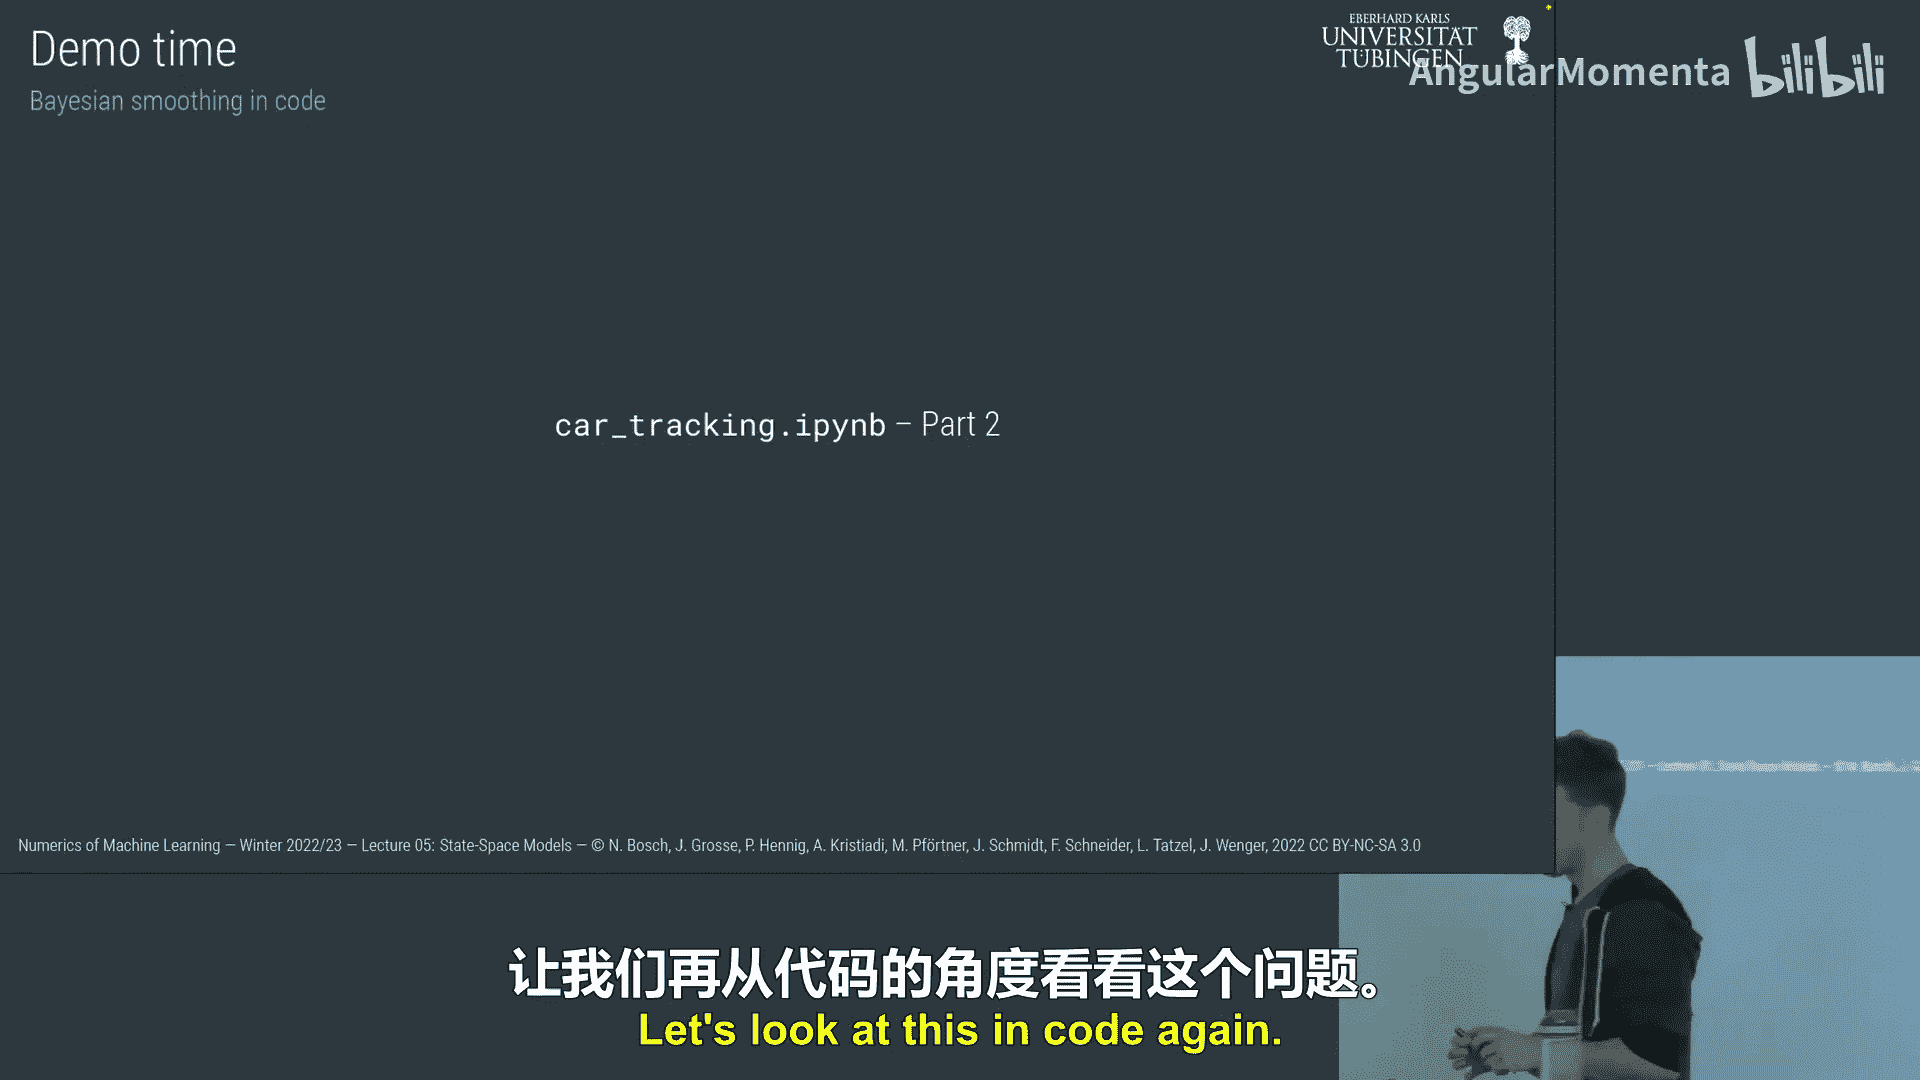 Demo time
Bayesian smoothing in code
EBERHARD KARLS
UNIVERSITÄT
TÜBINGEN
AngularMomenta bilibili
car_tracking.ipynb – Part 2
Numerics of Machine Learning — Winter 2022/23 — Lecture 05: State-Space Models — © N. Bosch, J. Grosse, P. Hennig, A. Kristiadi, M. Pförtner, J. Schmidt, F. Schneider, L. Tatzel, J. Wenger, 2022 CC BY-NC-SA 3.0
让我们再从代码的角度看看这个问题。
Let's look at this in code again.